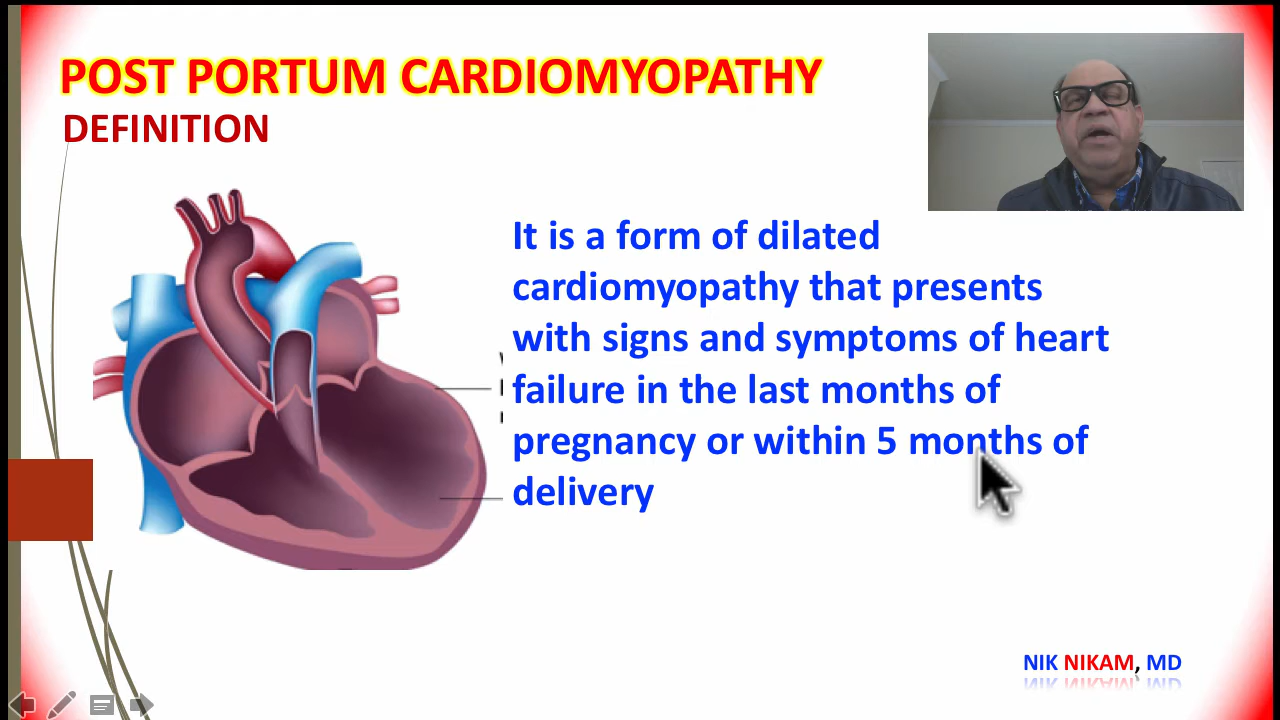 POST PORTUM CARDIOMYOPATHY
DEFINITION
It is a form of dilated
cardiomyopathy that presents
with signs and symptoms of heart
failure in the last months of
pregnancy or within 5 months of
delivery
NIK NIKAM, MD